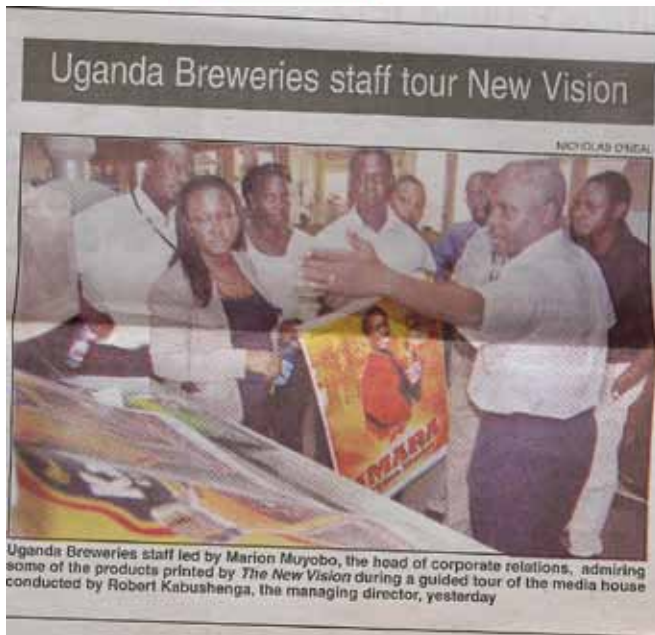 Uganda Breweries staff tour New Vision
NICHOLAS O'NEAL
AMARA
Uganda Breweries staff led by Marion Muyobo, the head of corporate relations, admiring
some of the products printed by The New Vision during a guided tour of the media house
conducted by Robert Kabushenga, the managing director, yesterday